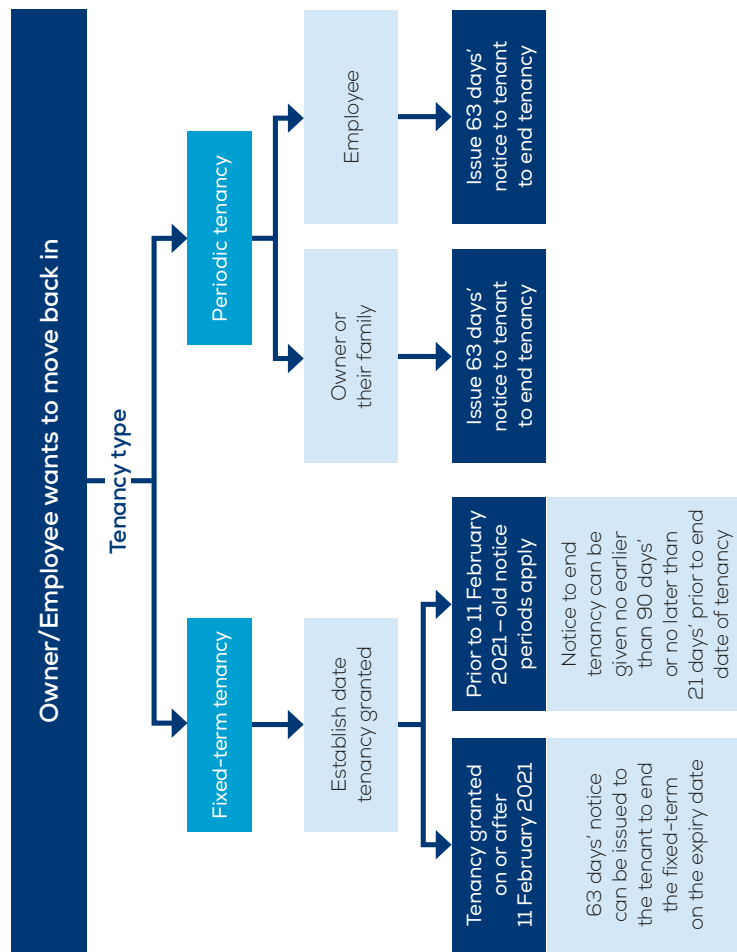 Owner/Employee wants to move back in
Tenancy type
Fixed-term tenancy
Periodic tenancy
Establish date
tenancy granted
Owner or
their family
Employee
Tenancy granted
on or after
11 February 2021
63 days’ notice
can be issued to
the tenant to end
the fixed-term
on the expiry date
Prior to 11 February
2021 – old notice
periods apply
Notice to end
tenancy can be
given no earlier
than 90 days’
or no later than
21 days’ prior to end
date of tenancy
Issue 63 days’
notice to tenant
to end tenancy
Issue 63 days’
notice to tenant
to end tenancy